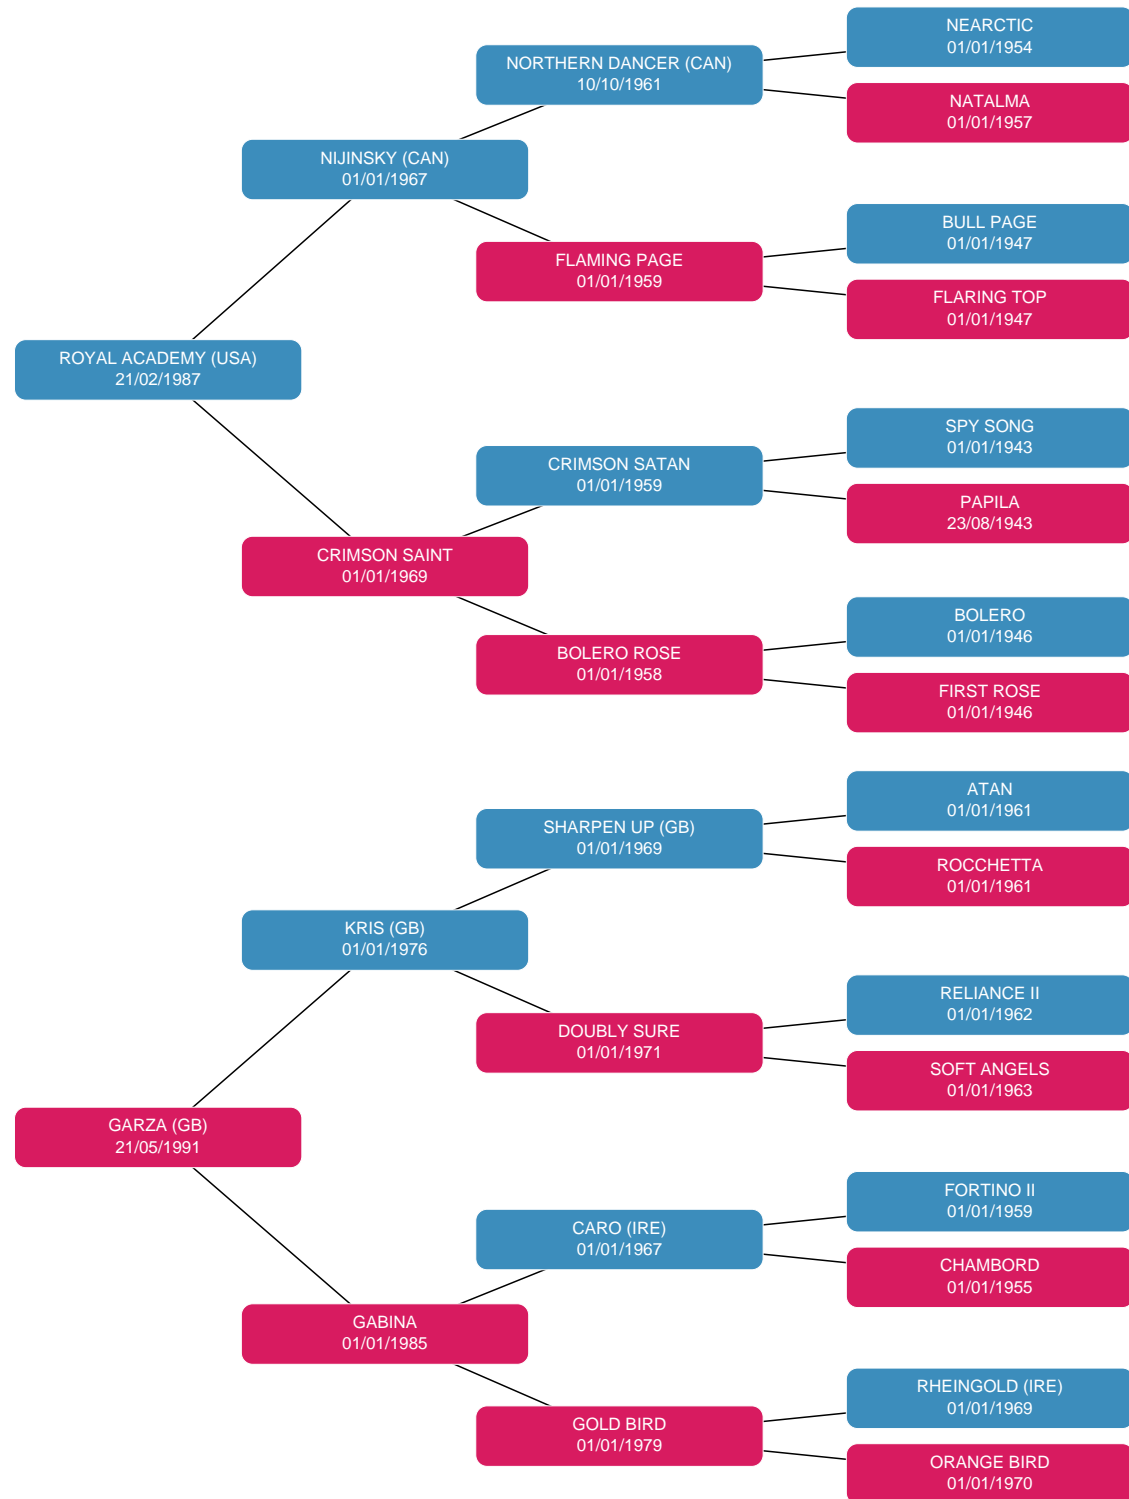 NEARCTIC
01/01/1954
NORTHERN DANCER (CAN)
10/10/1961
NATALMA
01/01/1957
NIJINSKY (CAN)
01/01/1967
BULL PAGE
01/01/1947
FLAMING PAGE
01/01/1959
FLARING TOP
01/01/1947
ROYAL ACADEMY (USA)
21/02/1987
SPY SONG
01/01/1943
CRIMSON SATAN
01/01/1959
PAPILA
23/08/1943
CRIMSON SAINT
01/01/1969
BOLERO
01/01/1946
BOLERO ROSE
01/01/1958
FIRST ROSE
01/01/1946
ATAN
01/01/1961
SHARPEN UP (GB)
01/01/1969
ROCCHETTA
01/01/1961
KRIS (GB)
01/01/1976
RELIANCE II
01/01/1962
DOUBLY SURE
01/01/1971
SOFT ANGELS
01/01/1963
GARZA (GB)
21/05/1991
FORTINO II
01/01/1959
CARO (IRE)
01/01/1967
CHAMBORD
01/01/1955
GABINA
01/01/1985
RHEINGOLD (IRE)
01/01/1969
GOLD BIRD
01/01/1979
ORANGE BIRD
01/01/1970